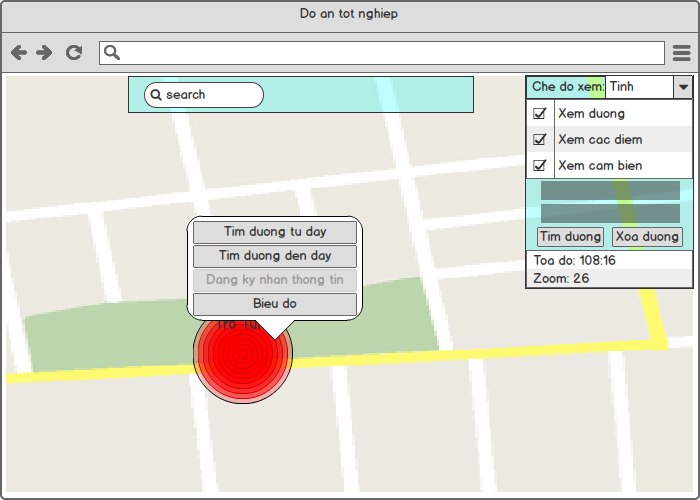 Do an tot nghiep
search
Che do xem: Tinh
Xem duong
Xem cac diem
Xem cam bien
Tim duong Xoa duong
Toa do: 108:16
Zoom: 26
Tim duong tu day
Tim duong den day
Dang ky nhan thong tin
Bieu do